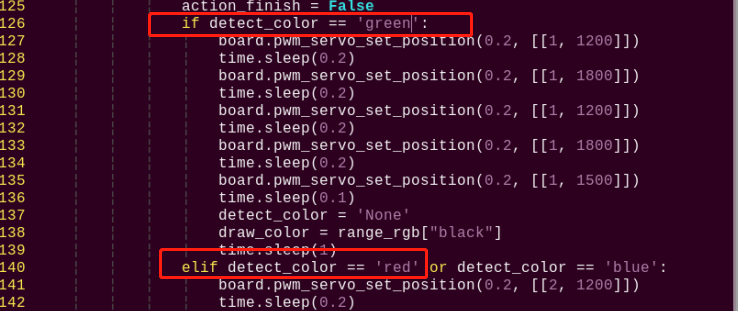 125 action_finish = False
126 if detect_color == 'green':
127 board.pwm_servo_set_position(0.2, [[1, 1200]])
128 time.sleep(0.2)
129 board.pwm_servo_set_position(0.2, [[1, 1800]])
130 time.sleep(0.2)
131 board.pwm_servo_set_position(0.2, [[1, 1200]])
132 time.sleep(0.2)
133 board.pwm_servo_set_position(0.2, [[1, 1800]])
134 time.sleep(0.2)
135 board.pwm_servo_set_position(0.2, [[1, 1500]])
136 time.sleep(0.1)
137 detect_color = 'None'
138 draw_color = range_rgb["black"]
139 time.sleep(1)
140 elif detect_color == 'red' or detect_color == 'blue':
141 board.pwm_servo_set_position(0.2, [[2, 1200]])
142 time.sleep(0.2)